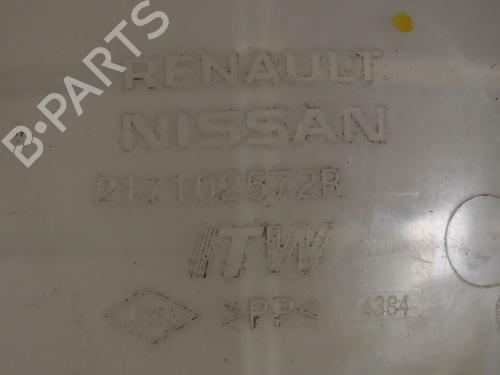 B·PARTS
RENAULT
NISSAN
217102572R
ITW
>PP<
4384